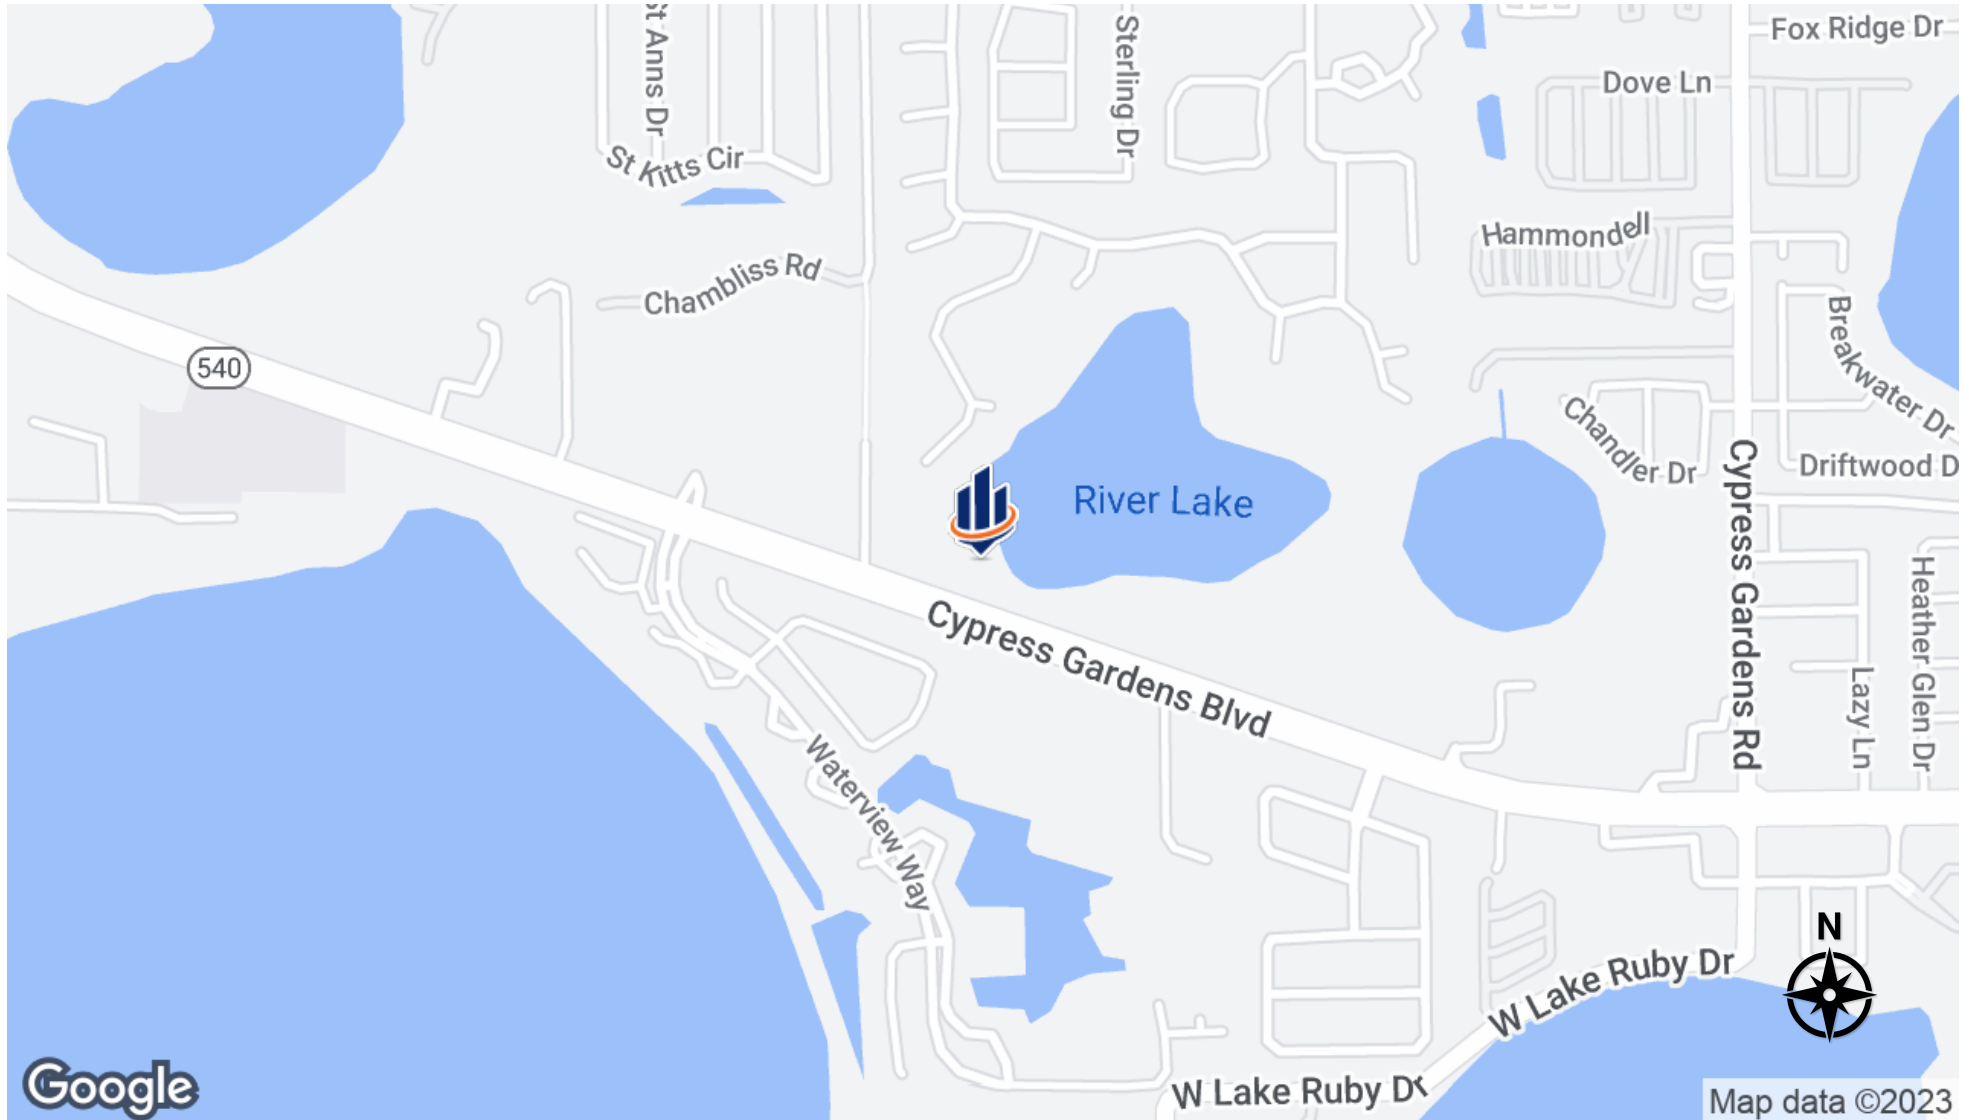 St Anns Dr
Sterling Dr
Fox Ridge Dr
Dove Ln
St Kitts Cir
Hammondell
Chambliss Rd
Breakwater Dr
540
Chandler Dr
Cypress Gardens Rd
Driftwood D
River Lake
Heather Glen Dr
Cypress Gardens Blvd
Lazy Ln
Waterview Way
N
W Lake Ruby Dr
W Lake Ruby Dr
Google
Map data ©2023